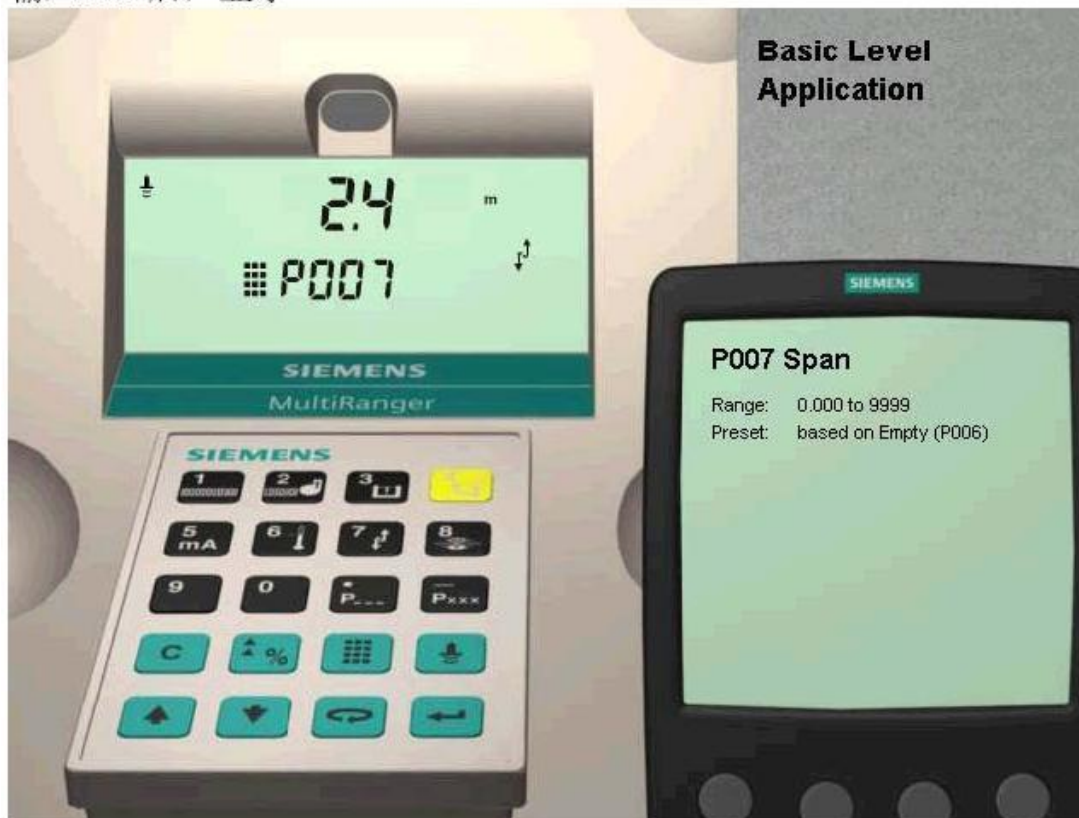 Basic Level
Application
2.4
m
P007
SIEMENS
MultiRanger
SIEMENS
1
2
3
5
mA
6
7
8
9
0
P---
Pxxx
C
%
SIEMENS
P007 Span
Range: 0.000 to 9999
Preset: based on Empty (P006)